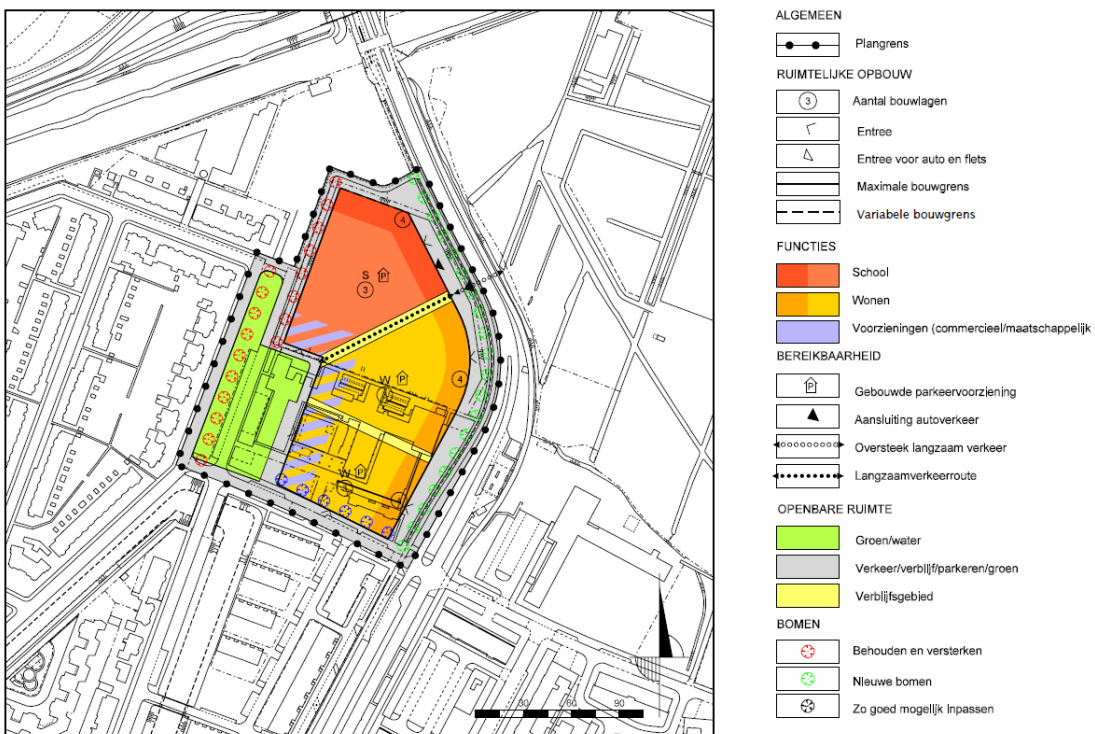 ALGEMEEN
Plangrens
RUIMTELIJKE OPBOUW
3 Aantal bouwlagen
Entree
Entree voor auto en fiets
Maximale bouwgrens
Variabele bouwgrens
FUNCTIES
School
Wonen
Voorzieningen (commercieel/maatschappelijk
BEREIKBAARHEID
P Gebouwde parkeervoorziening
Aansluiting autoverkeer
Oversteek langzaam verkeer
Langzaamverkeerroute
OPENBARE RUIMTE
Groen/water
Verkeer/verblijf/parkeren/groen
Verblijfsgebied
BOMEN
Behouden en versterken
Nieuwe bomen
Zo goed mogelijk Inpassen
4
S P
3
W P
4
W P
30 60 90